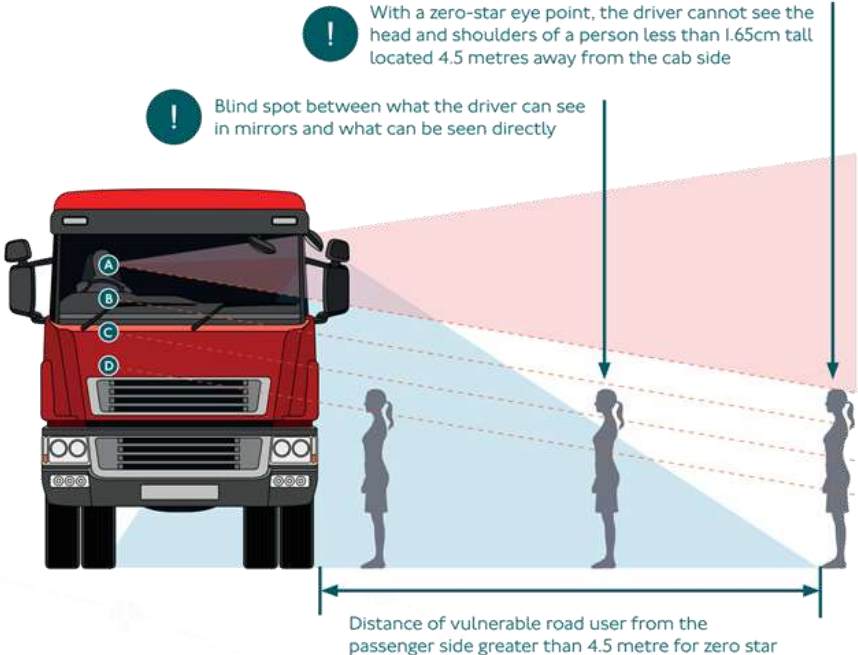 !
With a zero-star eye point, the driver cannot see the
head and shoulders of a person less than 1.65cm tall
located 4.5 metres away from the cab side
!
Blind spot between what the driver can see
in mirrors and what can be seen directly
A
B
C
D
Distance of vulnerable road user from the
passenger side greater than 4.5 metre for zero star